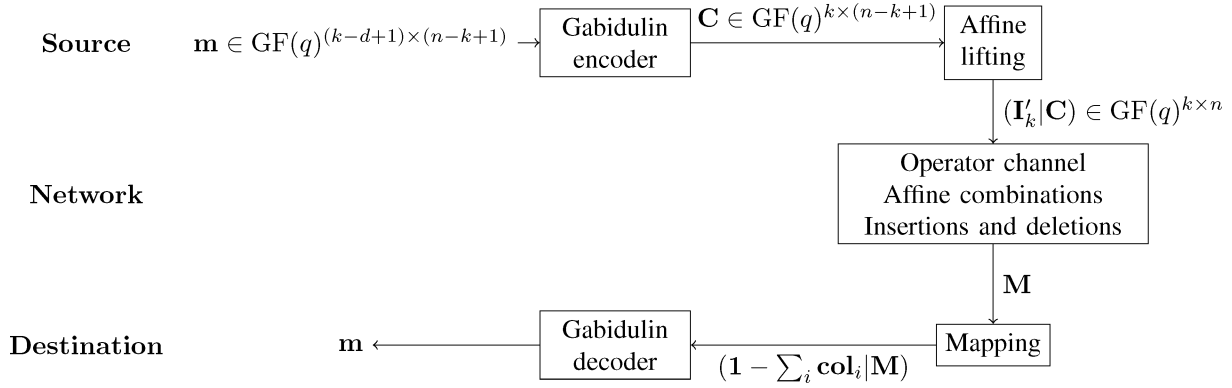 Source
m ∈ GF(q)^{(k−d+1)×(n−k+1)}
Gabidulin
encoder
C ∈ GF(q)^{k×(n−k+1)}
Affine
lifting
(I′_k|C) ∈ GF(q)^{k×n}
Network
Operator channel
Affine combinations
Insertions and deletions
M
Destination
m
Gabidulin
decoder
(1 − ∑_i col_i|M)
Mapping